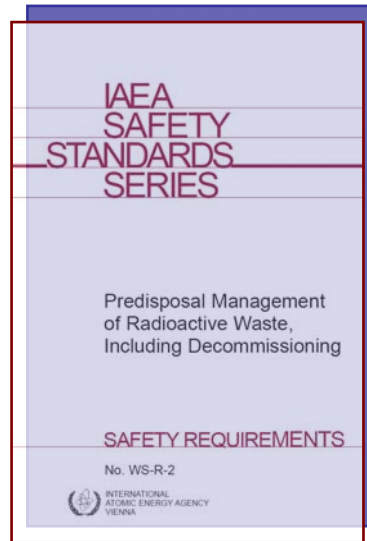 IAEA
SAFETY
STANDARDS
SERIES
Predisposal Management
of Radioactive Waste,
Including Decommissioning
SAFETY REQUIREMENTS
No. WS-R-2
INTERNATIONAL
ATOMIC ENERGY AGENCY
VIENNA